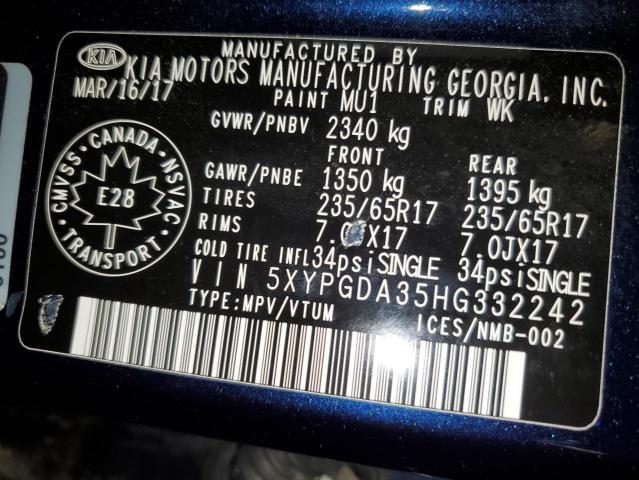 MANUFACTURED BY
KIA KIA MOTORS MANUFACTURING GEORGIA, INC.
MAR/16/17 PAINT MU1 TRIM WK
GVWR/PNBV 2340 kg
FRONT REAR
GAWR/PNBE 1350 kg 1395 kg
TIRES 235/65R17 235/65R17
RIMS 7.0JX17 7.0JX17
COLD TIRE INFL 34psiSINGLE 34psiSINGLE
VIN 5XYPGDA35HG332242
TYPE:MPV/VTUM ICES/NMB-002
CMVSS · CANADA · NSVAC
E28
TRANSPORT